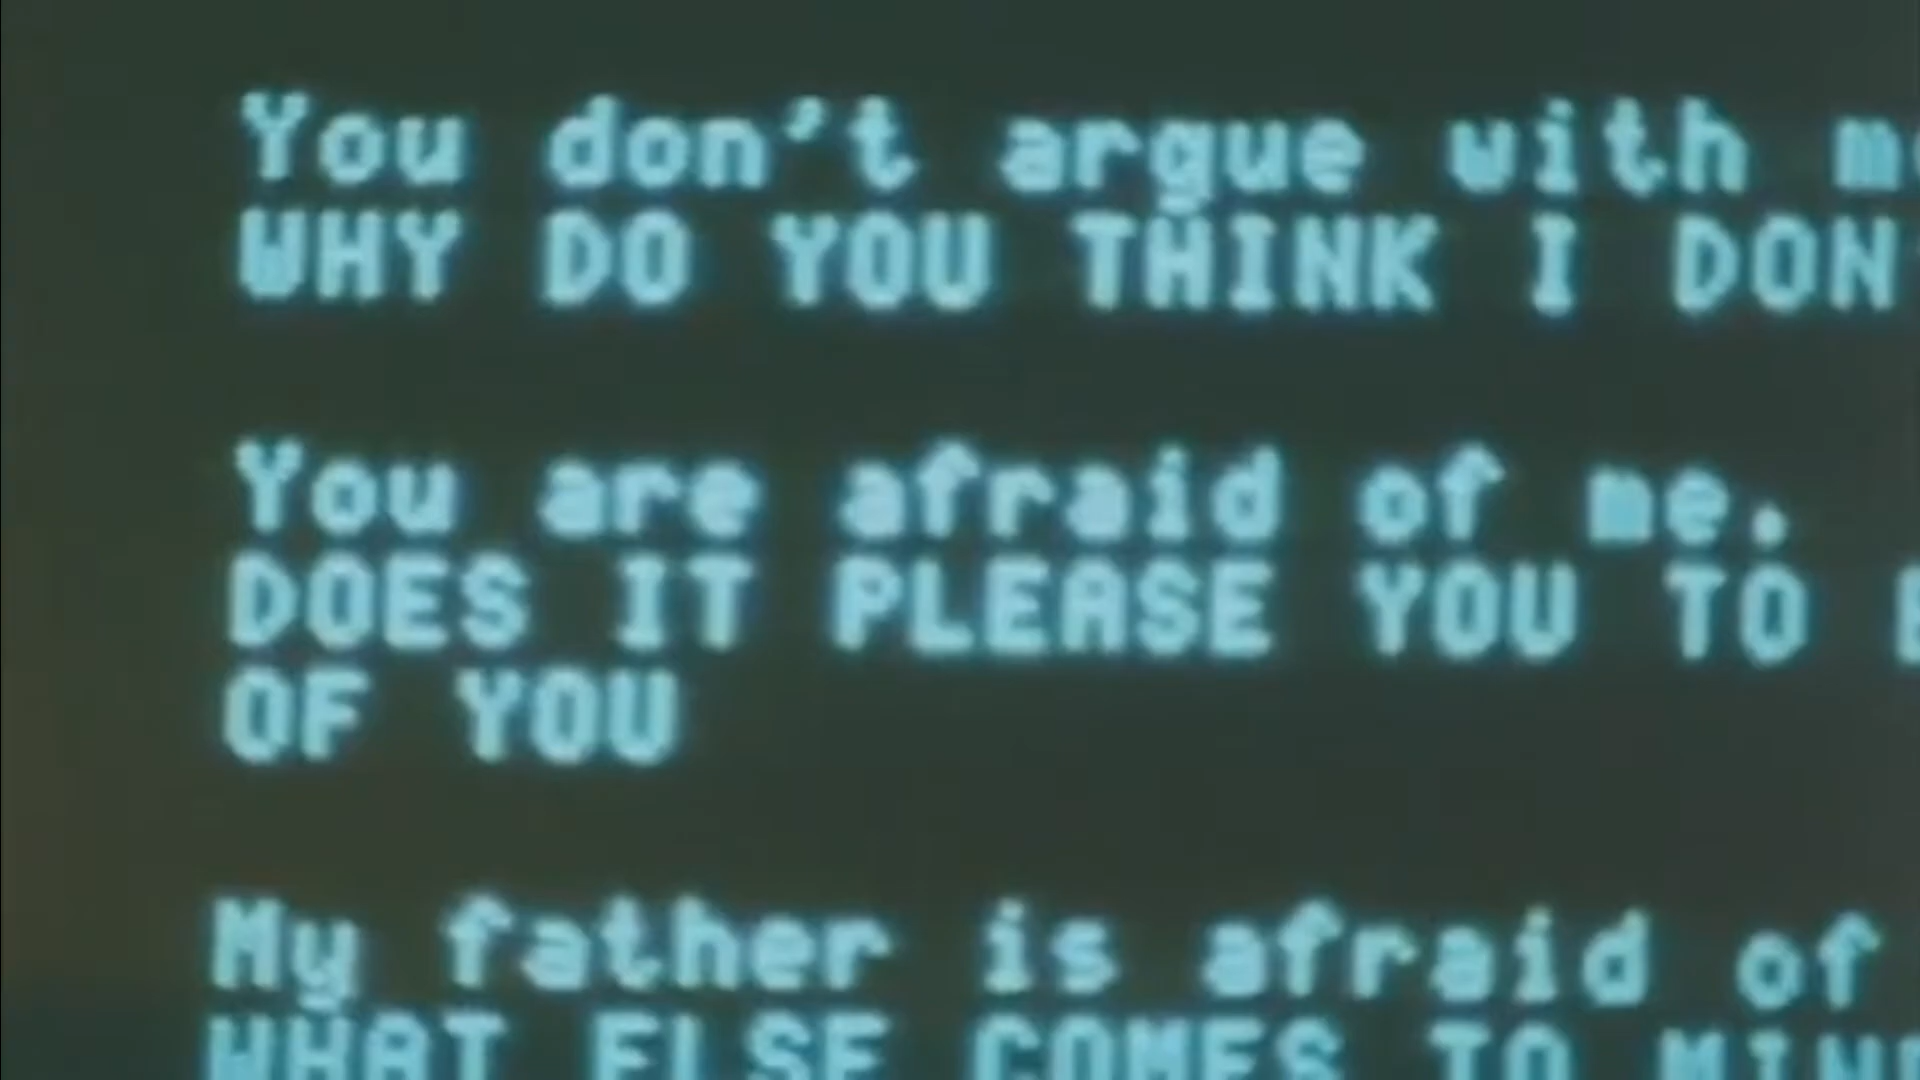 You don't argue with
WHY DO YOU THINK I
You are afraid of me.
DOES IT PLEASE YOU TO
OF YOU
My father is afraid of
WHAT ELSE COMES TO